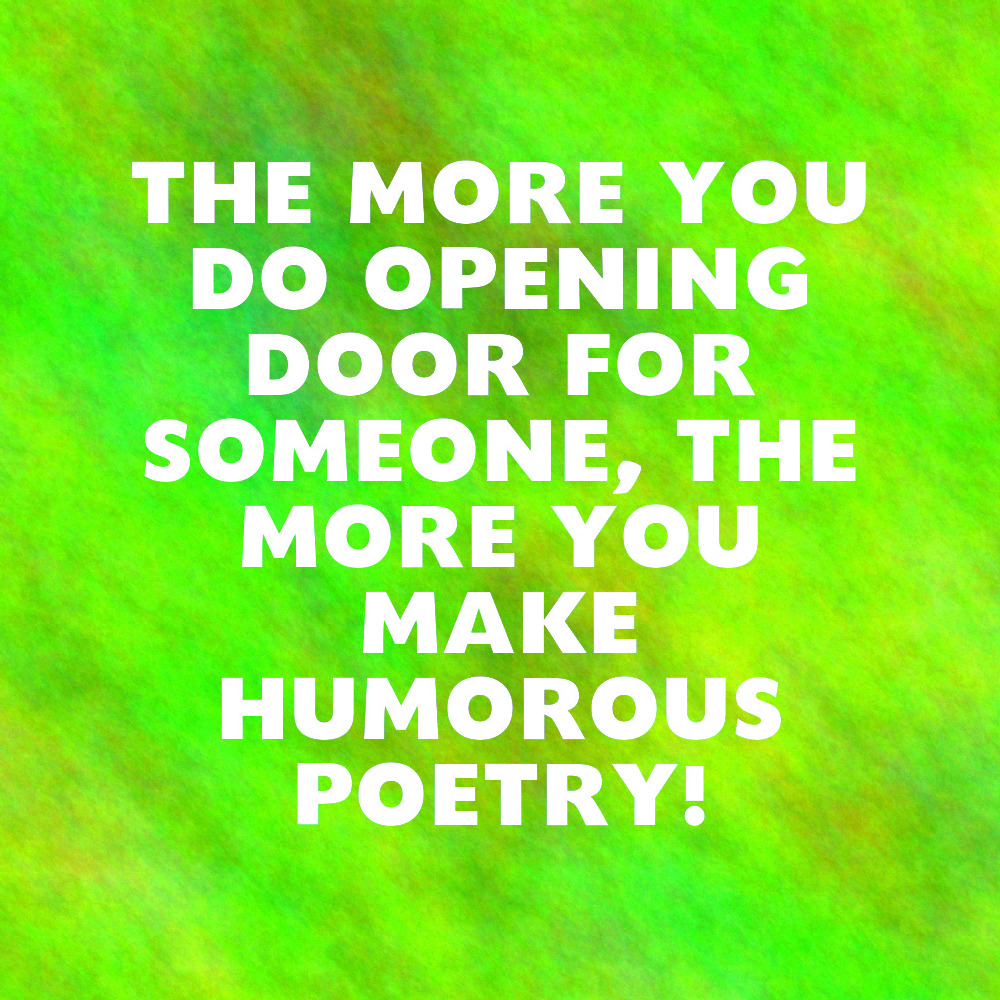 THE MORE YOU
DO OPENING
DOOR FOR
SOMEONE, THE
MORE YOU
MAKE
HUMOROUS
POETRY!